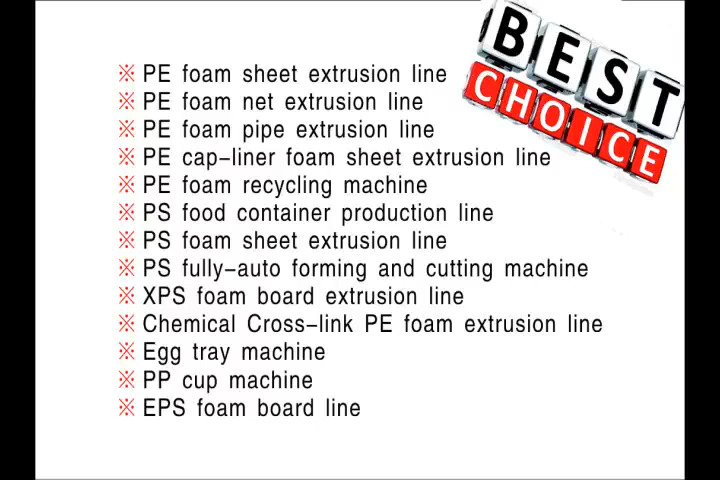 BEST
CHOICE
※ PE foam sheet extrusion line
※ PE foam net extrusion line
※ PE foam pipe extrusion line
※ PE cap-liner foam sheet extrusion line
※ PE foam recycling machine
※ PS food container production line
※ PS foam sheet extrusion line
※ PS fully-auto forming and cutting machine
※ XPS foam board extrusion line
※ Chemical Cross-link PE foam extrusion line
※ Egg tray machine
※ PP cup machine
※ EPS foam board line